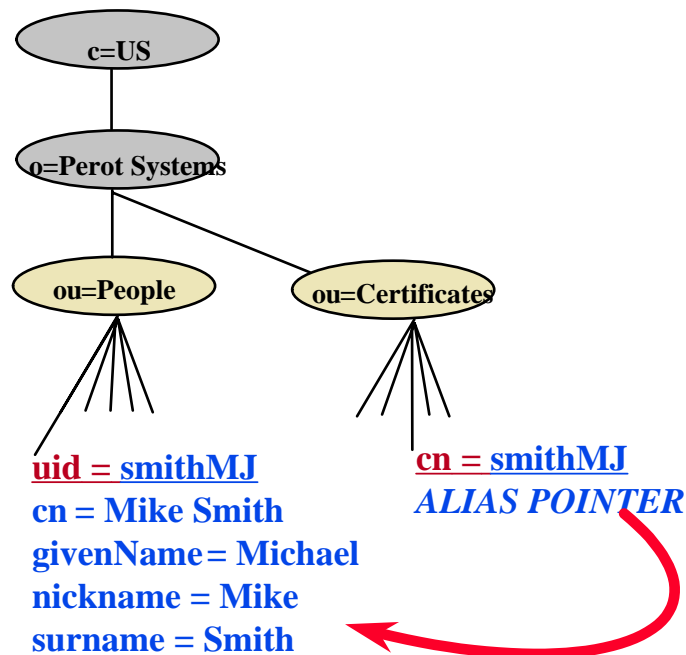 c=US
o=Perot Systems
ou=People
ou=Certificates
uid = smithMJ
cn = Mike Smith
givenName = Michael
nickname = Mike
surname = Smith
cn = smithMJ
ALIAS POINTER